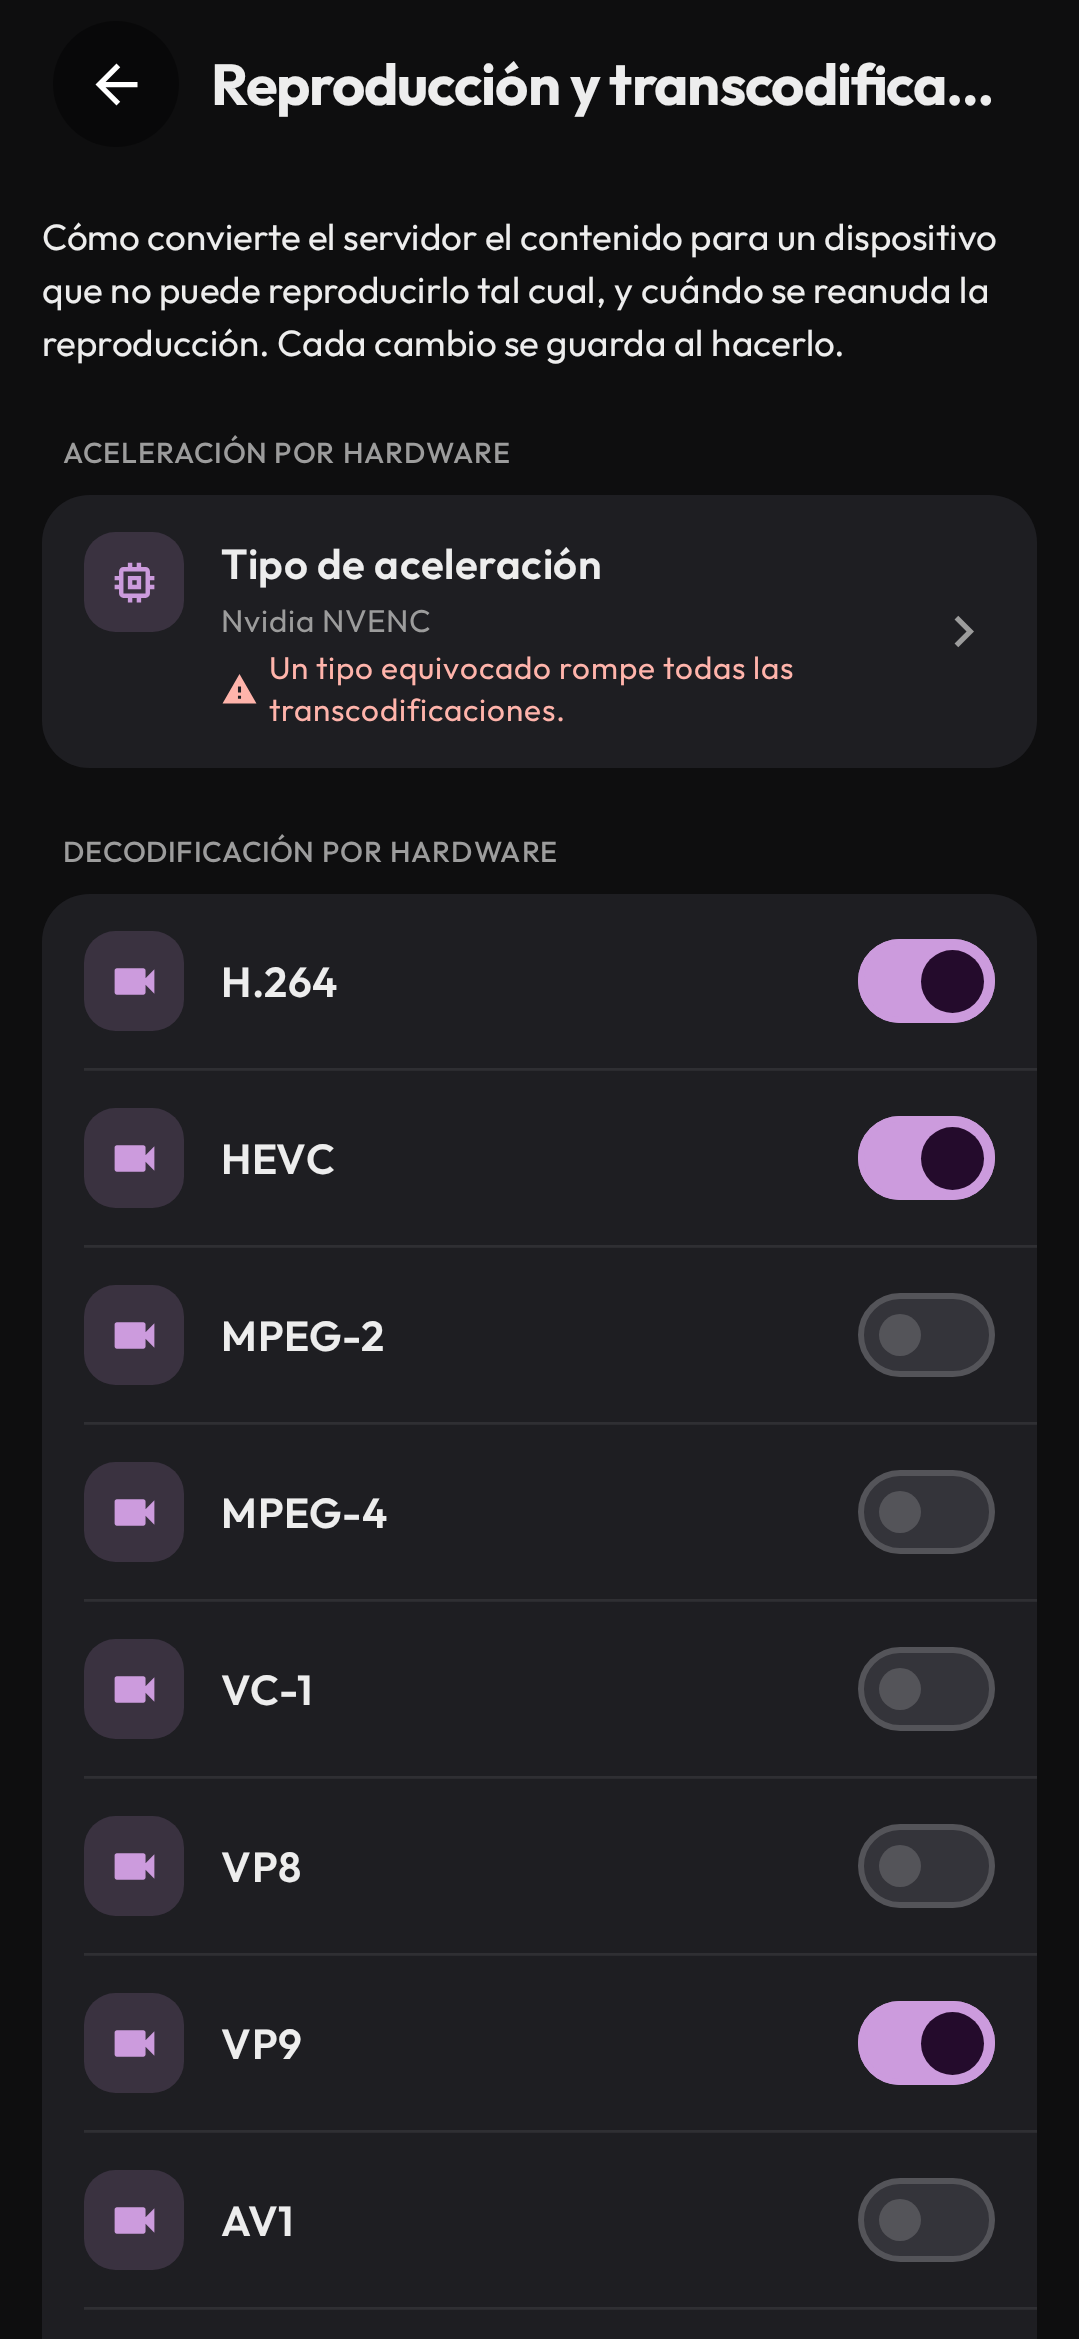 Reproducción y transcodifica...
Cómo convierte el servidor el contenido para un dispositivo
que no puede reproducirlo tal cual, y cuándo se reanuda la
reproducción. Cada cambio se guarda al hacerlo.
ACELERACIÓN POR HARDWARE
Tipo de aceleración
Nvidia NVENC
Un tipo equivocado rompe todas las
transcodificaciones.
DECODIFICACIÓN POR HARDWARE
H.264
HEVC
MPEG-2
MPEG-4
VC-1
VP8
VP9
AV1